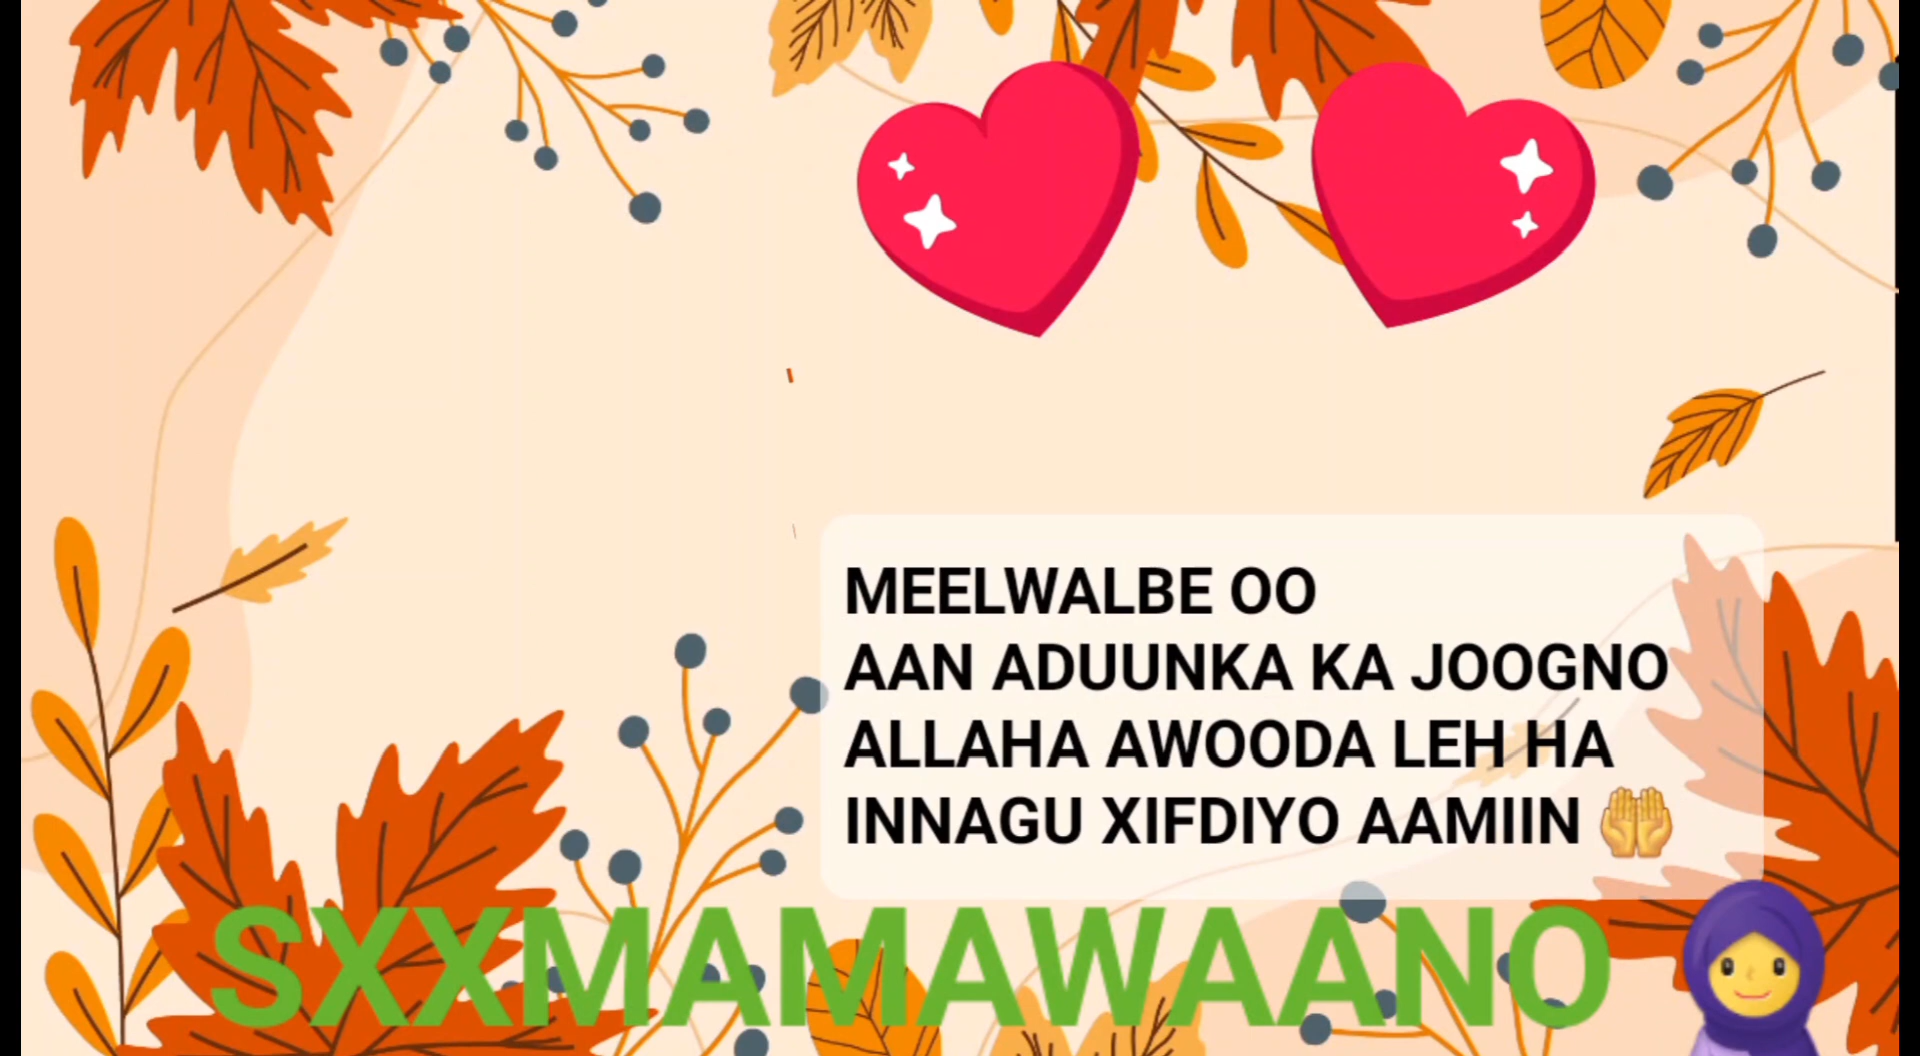 MEELWALBE OO
AAN ADUUNKA KA JOOGNO
ALLAHA AWOODA LEH HA
INNAGU XIFDIYO AAMIIN 🤲
SXXMAMAWAANO 🧕